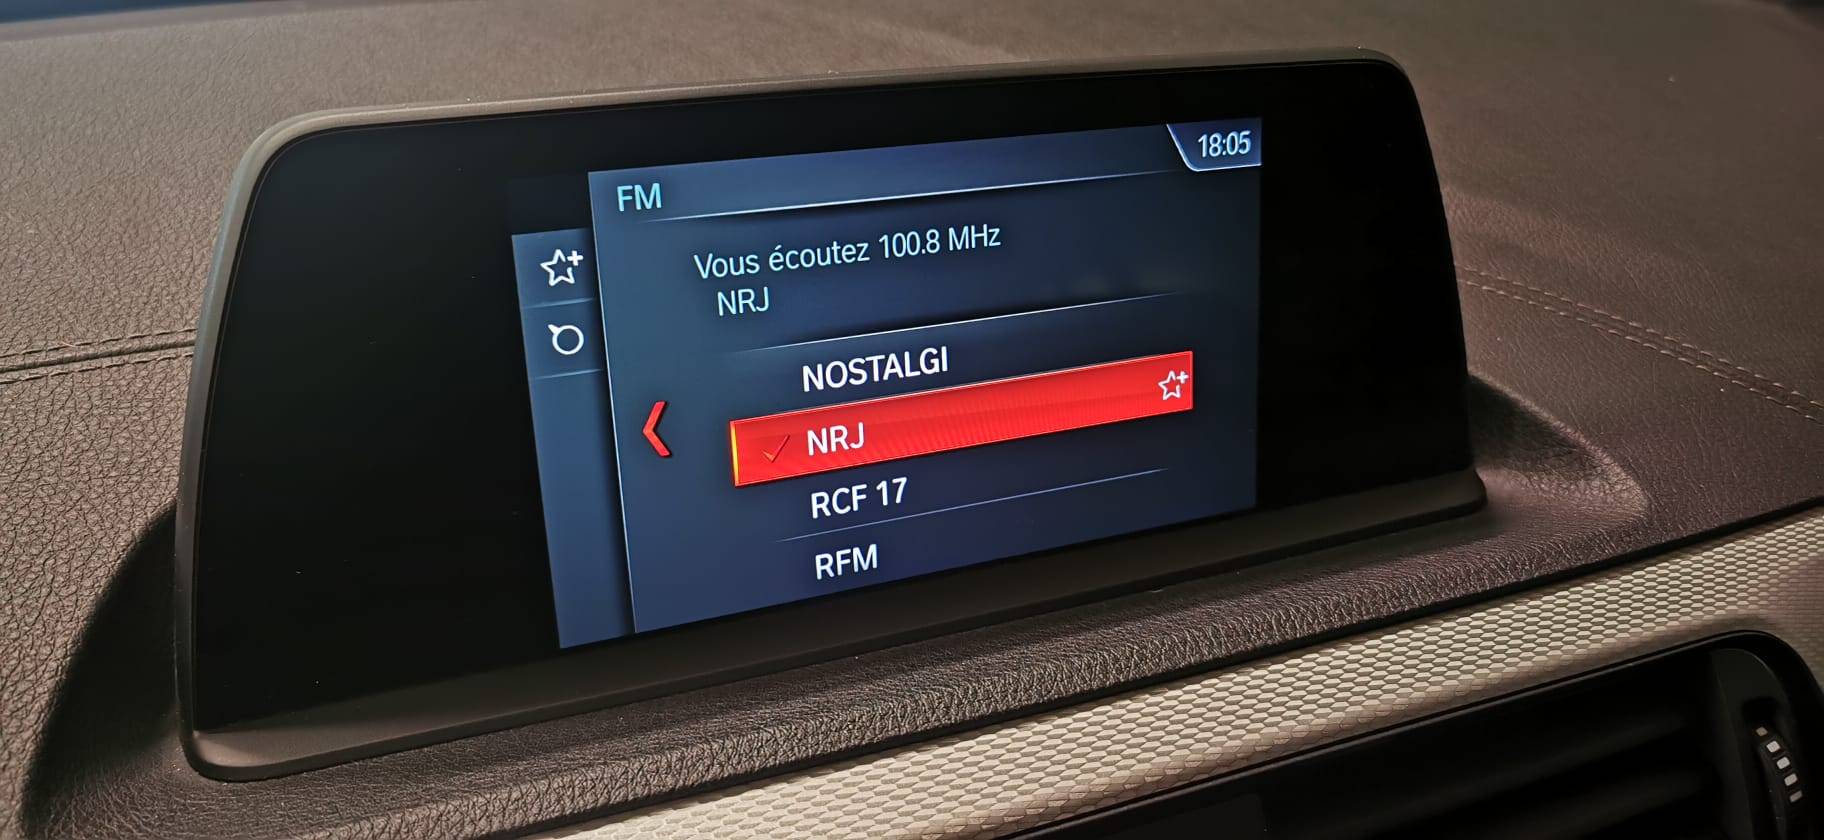 18:05
FM
Vous écoutez 100.8 MHz
NRJ
NOSTALGI
NRJ
RCF 17
RFM